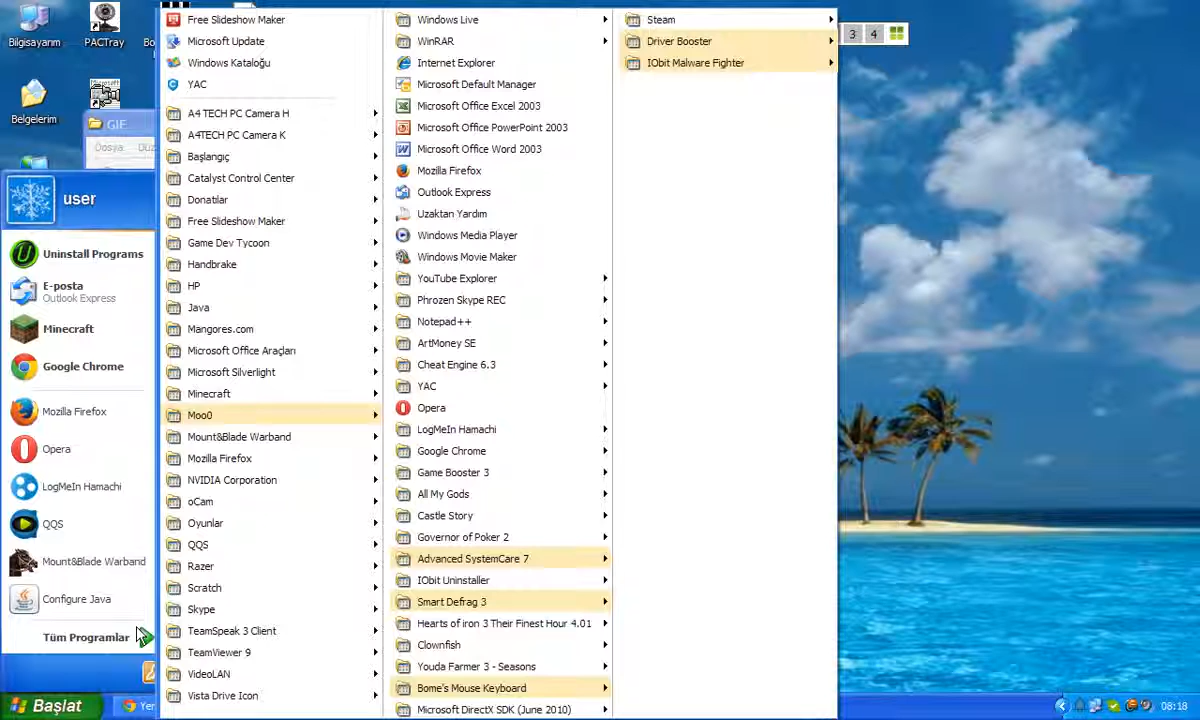 Bilgisayarım
PACTray
Belgelerim
GIF
Dosya
user
Uninstall Programs
E-posta
Outlook Express
Minecraft
Google Chrome
Mozilla Firefox
Opera
LogMeIn Hamachi
QQS
Mount&Blade Warband
Configure Java
Tüm Programlar
Başlat
Free Slideshow Maker
Microsoft Update
Windows Kataloğu
YAC
A4 TECH PC Camera H
A4TECH PC Camera K
Başlangıç
Catalyst Control Center
Donatılar
Free Slideshow Maker
Game Dev Tycoon
Handbrake
HP
Java
Mangores.com
Microsoft Office Araçları
Microsoft Silverlight
Minecraft
Moo0
Mount&Blade Warband
Mozilla Firefox
NVIDIA Corporation
oCam
Oyunlar
QQS
Razer
Scratch
Skype
TeamSpeak 3 Client
TeamViewer 9
VideoLAN
Vista Drive Icon
Windows Live
WinRAR
Internet Explorer
Microsoft Default Manager
Microsoft Office Excel 2003
Microsoft Office PowerPoint 2003
Microsoft Office Word 2003
Mozilla Firefox
Outlook Express
Uzaktan Yardım
Windows Media Player
Windows Movie Maker
YouTube Explorer
Phrozen Skype REC
Notepad++
ArtMoney SE
Cheat Engine 6.3
YAC
Opera
LogMeIn Hamachi
Google Chrome
Game Booster 3
All My Gods
Castle Story
Governor of Poker 2
Advanced SystemCare 7
IObit Uninstaller
Smart Defrag 3
Hearts of iron 3 Their Finest Hour 4.01
Clownfish
Youda Farmer 3 - Seasons
Bome's Mouse Keyboard
Microsoft DirectX SDK (June 2010)
Steam
Driver Booster
IObit Malware Fighter
3 4
08:18